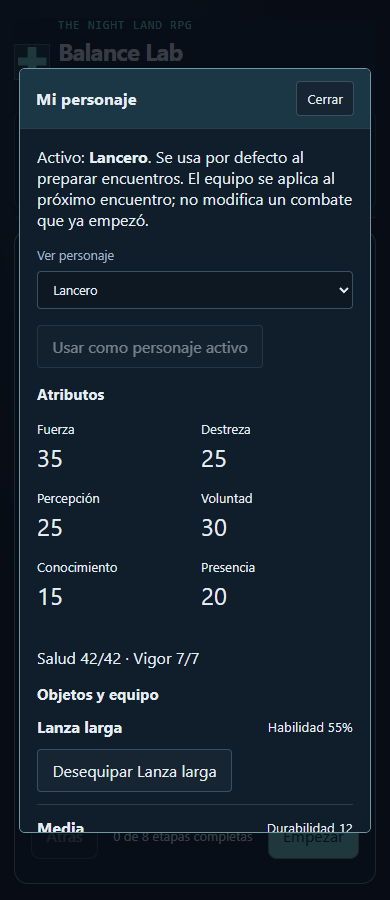 THE NIGHT LAND RPG
Balance Lab
Mi personaje
Cerrar
Activo: Lancero. Se usa por defecto al
preparar encuentros. El equipo se aplica al
próximo encuentro; no modifica un combate
que ya empezó.
Ver personaje
Lancero
Usar como personaje activo
Atributos
Fuerza Destreza
35 25
Percepción Voluntad
25 30
Conocimiento Presencia
15 20
Salud 42/42 · Vigor 7/7
Objetos y equipo
Lanza larga Habilidad 55%
Desequipar Lanza larga
Media Durabilidad 12
Atrás 0 de 8 etapas completas Empezar